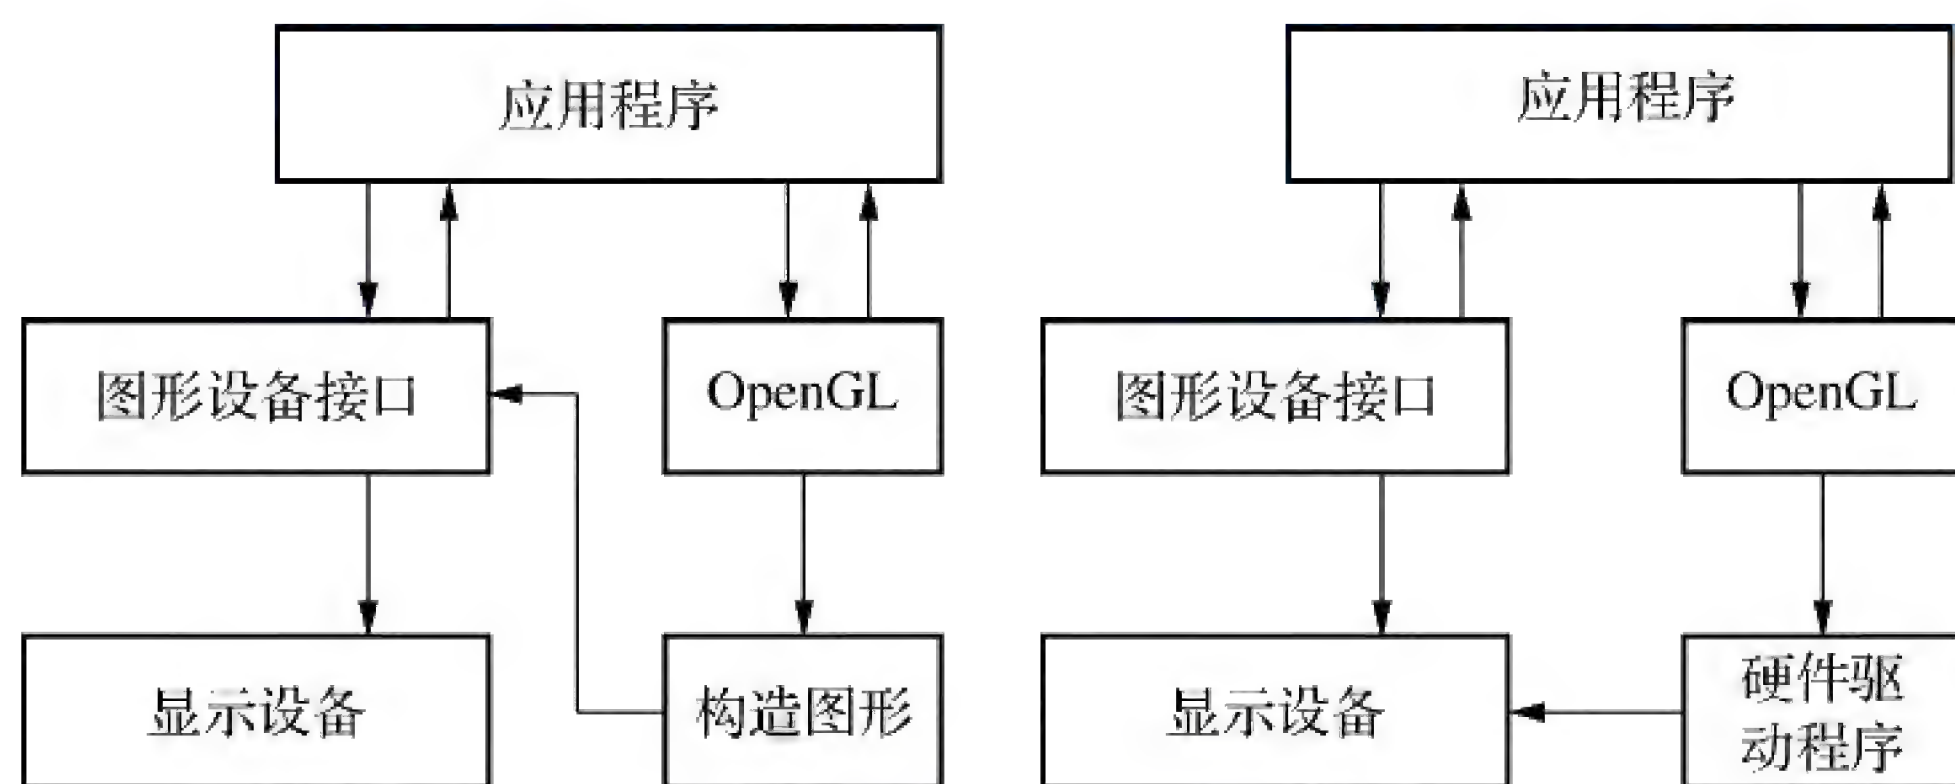 应用程序
图形设备接口
OpenGL
显示设备
构造图形
应用程序
图形设备接口
OpenGL
显示设备
硬件驱
动程序